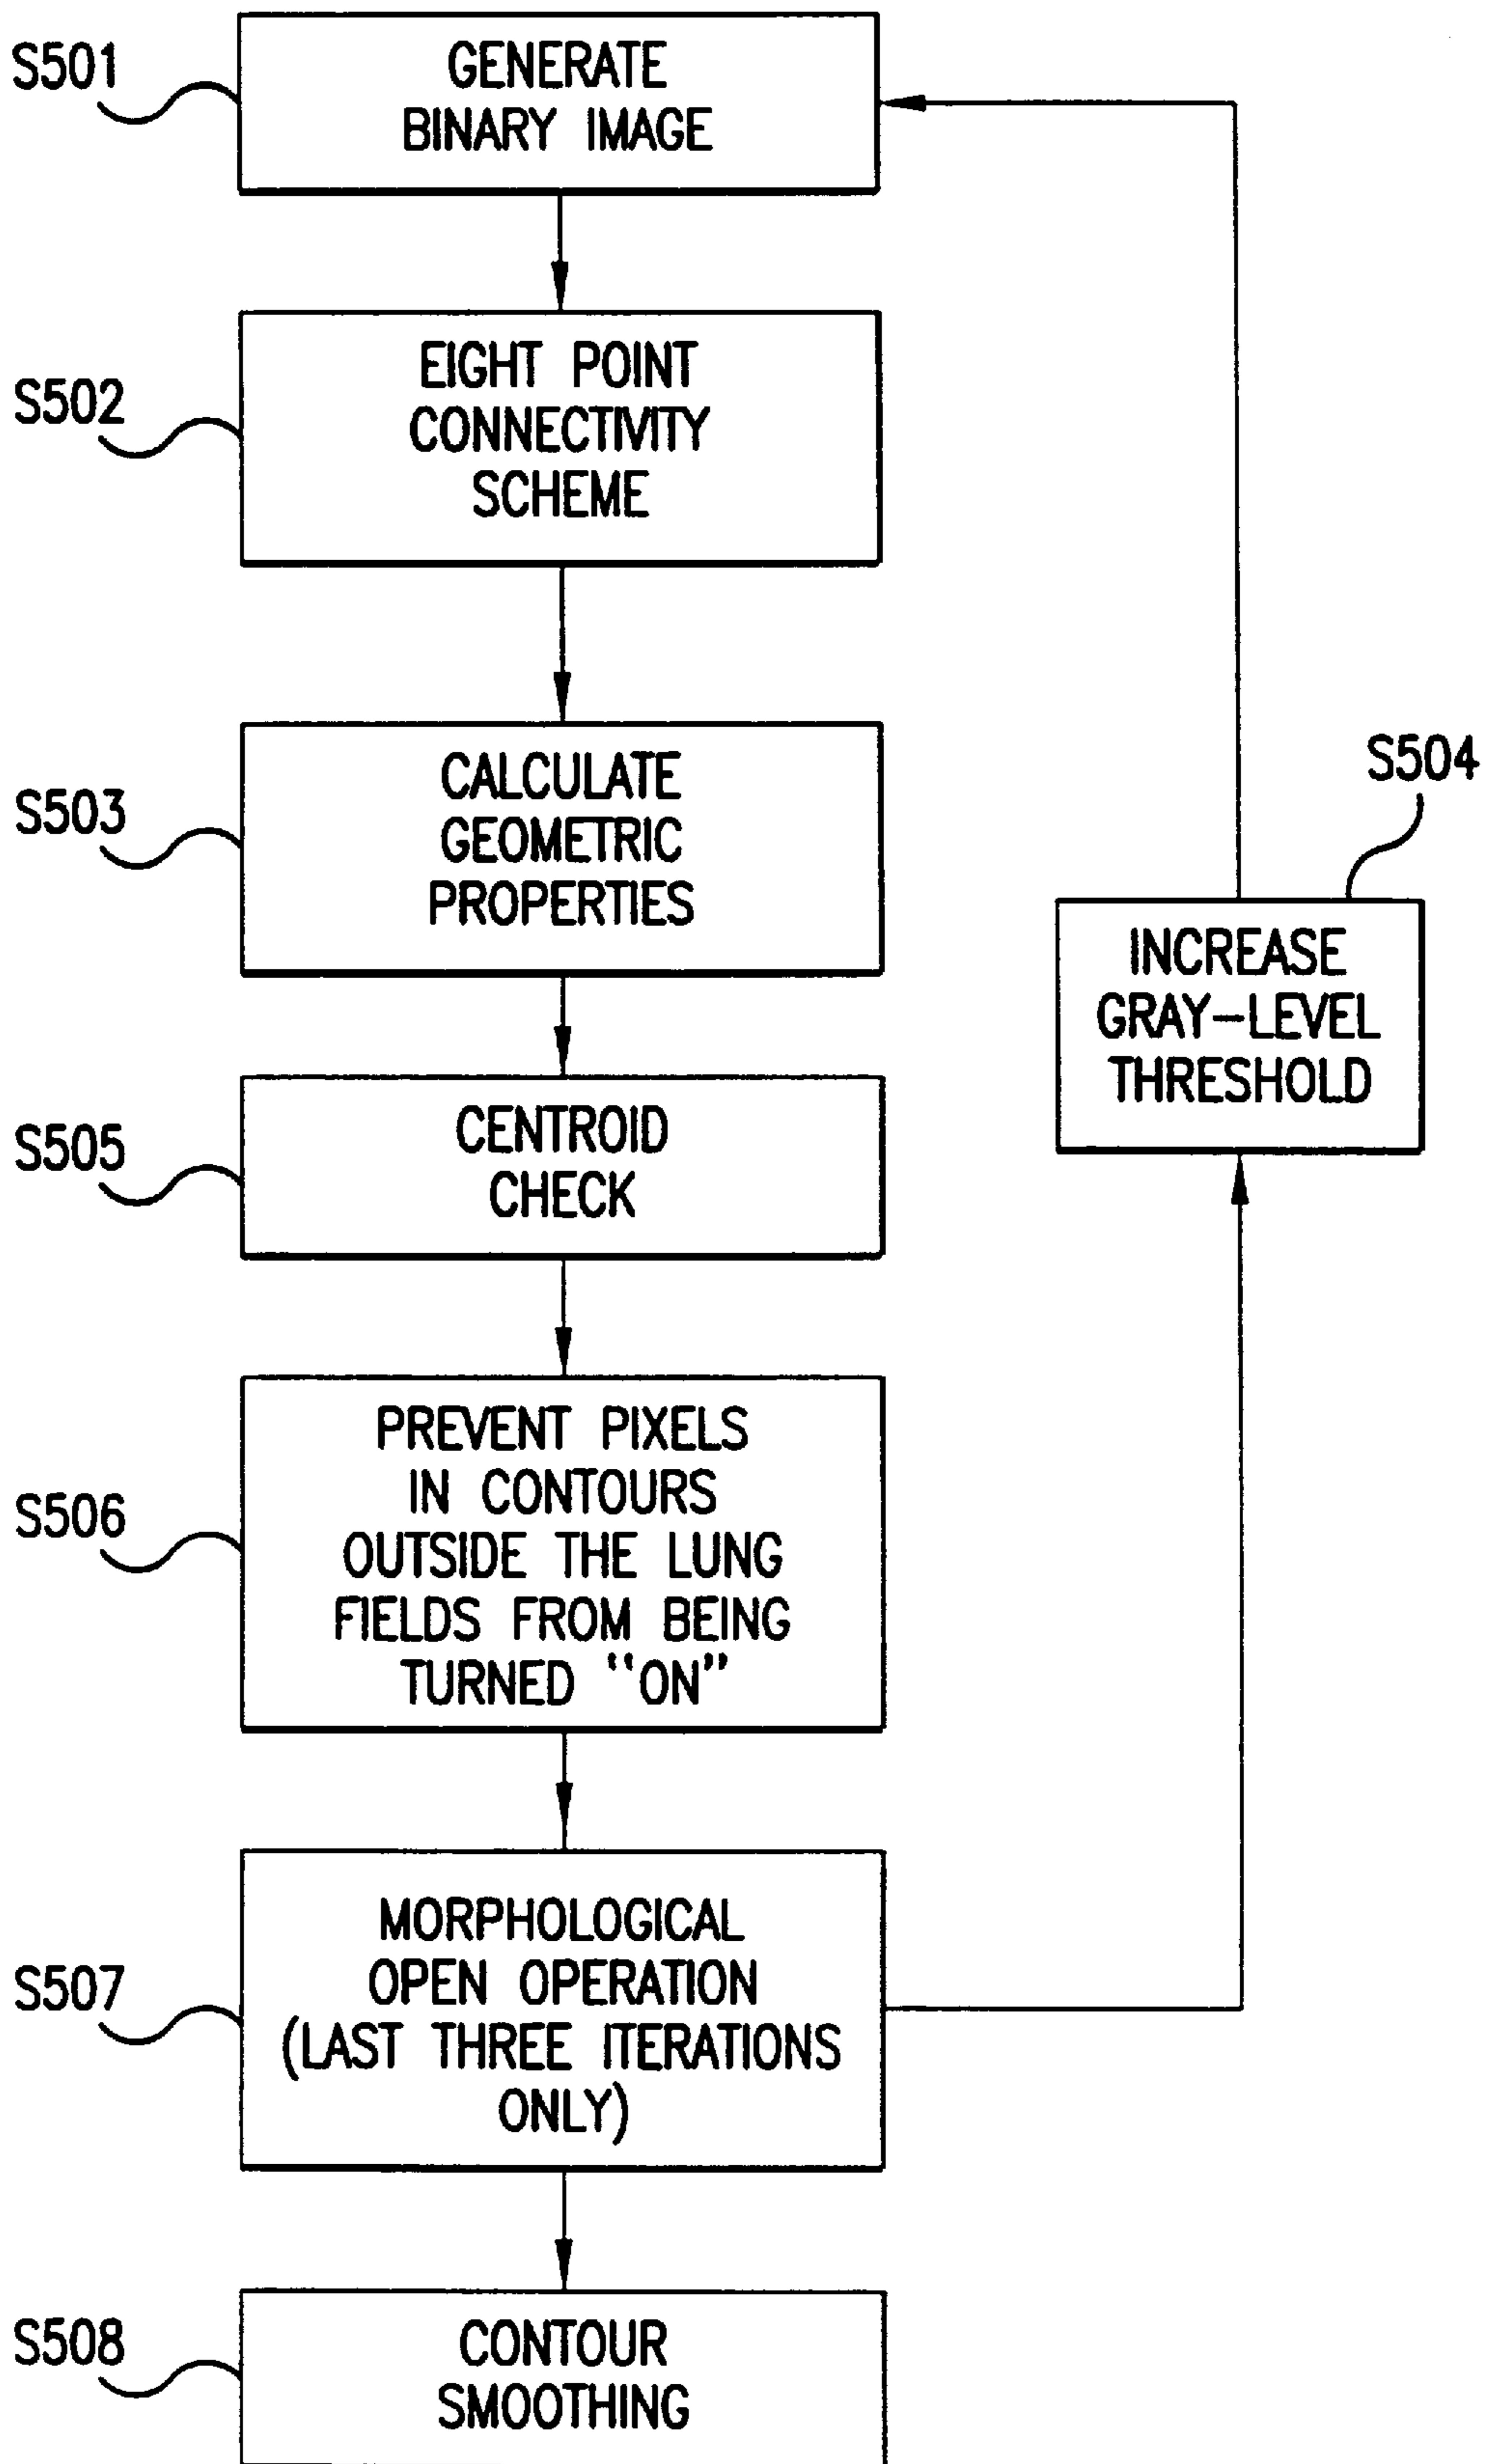 S501
GENERATE
BINARY IMAGE
S502
EIGHT POINT
CONNECTIVITY
SCHEME
S503
CALCULATE
GEOMETRIC
PROPERTIES
S504
INCREASE
GRAY-LEVEL
THRESHOLD
S505
CENTROID
CHECK
S506
PREVENT PIXELS
IN CONTOURS
OUTSIDE THE LUNG
FIELDS FROM BEING
TURNED "ON"
S507
MORPHOLOGICAL
OPEN OPERATION
(LAST THREE ITERATIONS
ONLY)
S508
CONTOUR
SMOOTHING